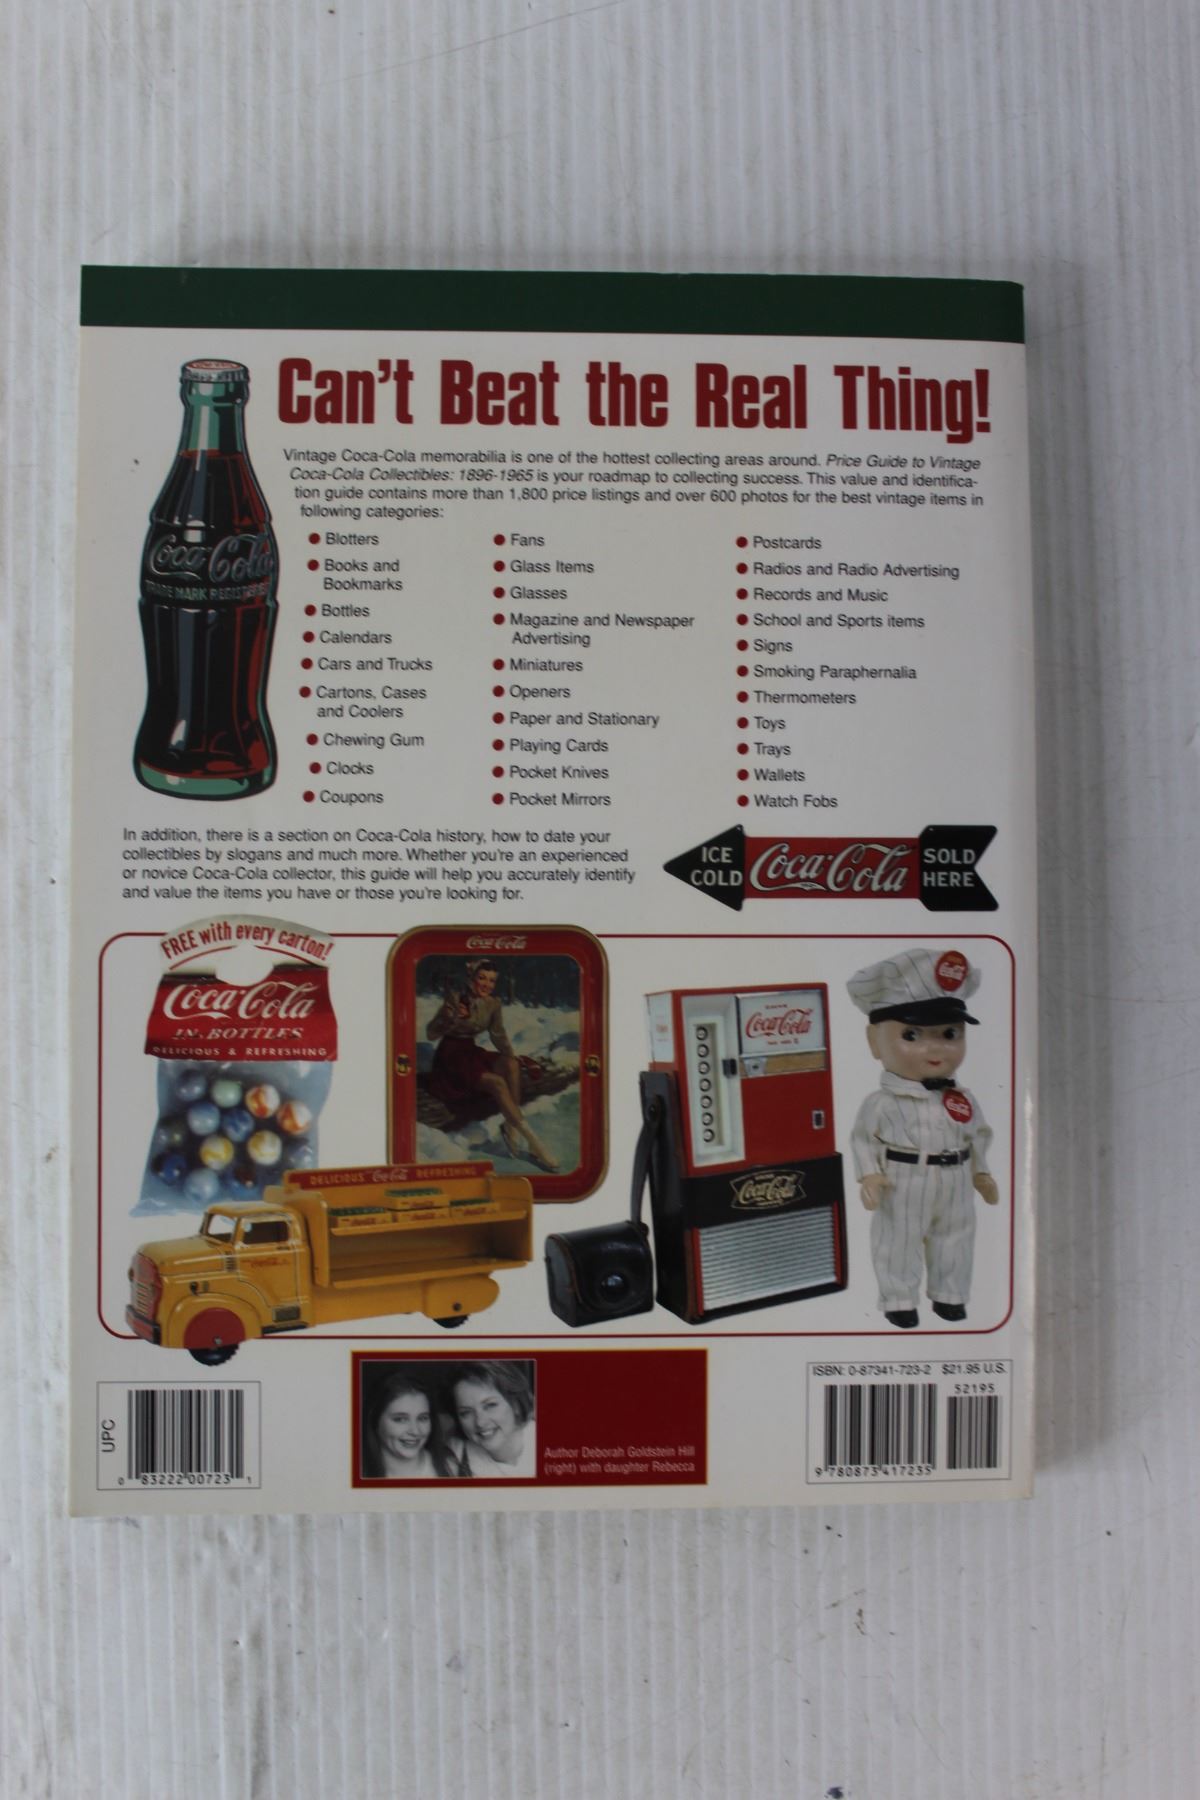 Can't Beat the Real Thing!
Vintage Coca-Cola memorabilia is one of the hottest collecting areas around. Price Guide to Vintage
Coca-Cola Collectibles: 1896-1965 is your roadmap to collecting success. This value and identifica-
tion guide contains more than 1,800 price listings and over 600 photos for the best vintage items in
following categories:
Coca-Cola
TRADE MARK REGISTERED
● Blotters
● Books and
Bookmarks
● Bottles
● Calendars
● Cars and Trucks
● Cartons, Cases
and Coolers
● Chewing Gum
● Clocks
● Coupons
● Fans
● Glass Items
● Glasses
● Magazine and Newspaper
Advertising
● Miniatures
● Openers
● Paper and Stationary
● Playing Cards
● Pocket Knives
● Pocket Mirrors
● Postcards
● Radios and Radio Advertising
● Records and Music
● School and Sports items
● Signs
● Smoking Paraphernalia
● Thermometers
● Toys
● Trays
● Wallets
● Watch Fobs
In addition, there is a section on Coca-Cola history, how to date your
collectibles by slogans and much more. Whether you're an experienced
or novice Coca-Cola collector, this guide will help you accurately identify
and value the items you have or those you're looking for.
ICE COLD
Coca-Cola
SOLD HERE
FREE with every carton!
Coca-Cola
IN BOTTLES
DELICIOUS & REFRESHING
Coca-Cola
Coca-Cola
Coca-Cola
Coca-Cola
Coca-Cola
DELICIOUS Coca-Cola REFRESHING
UPC
0 83222 00723 1
Author Deborah Goldstein Hill
(right) with daughter Rebecca
ISBN: 0-87341-723-2 $21.95 U.S.
52195
9 780873 417235